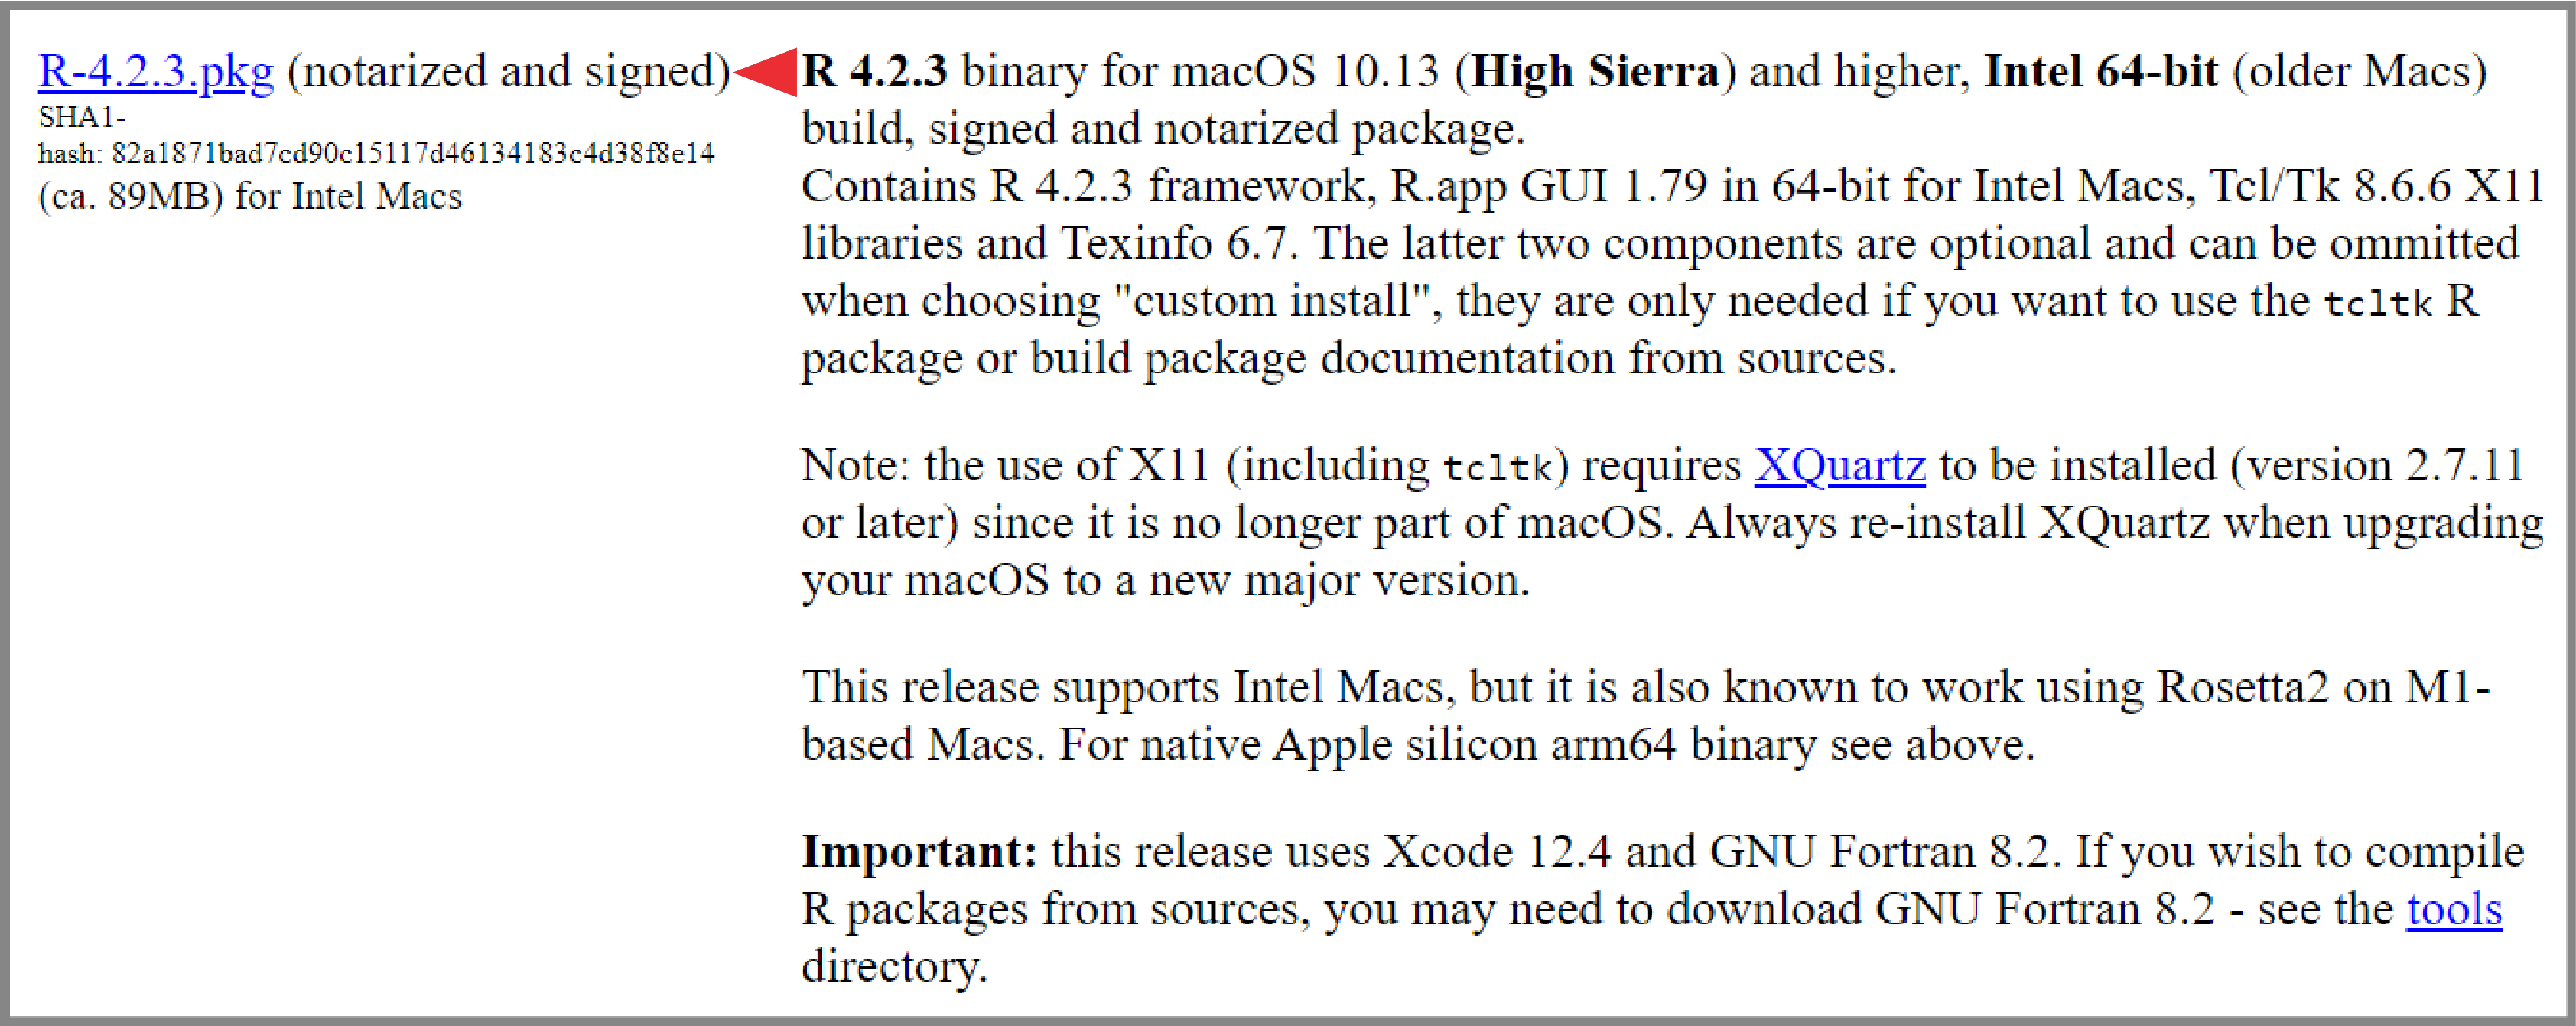 R-4.2.3.pkg (notarized and signed)
SHA1-
hash: 82a1871bad7cd90c15117d46134183c4d38f8e14
(ca. 89MB) for Intel Macs
R 4.2.3 binary for macOS 10.13 (High Sierra) and higher, Intel 64-bit (older Macs)
build, signed and notarized package.
Contains R 4.2.3 framework, R.app GUI 1.79 in 64-bit for Intel Macs, Tcl/Tk 8.6.6 X11
libraries and Texinfo 6.7. The latter two components are optional and can be ommitted
when choosing "custom install", they are only needed if you want to use the tcltk R
package or build package documentation from sources.
Note: the use of X11 (including tcltk) requires XQuartz to be installed (version 2.7.11
or later) since it is no longer part of macOS. Always re-install XQuartz when upgrading
your macOS to a new major version.
This release supports Intel Macs, but it is also known to work using Rosetta2 on M1-
based Macs. For native Apple silicon arm64 binary see above.
Important: this release uses Xcode 12.4 and GNU Fortran 8.2. If you wish to compile
R packages from sources, you may need to download GNU Fortran 8.2 - see the tools
directory.